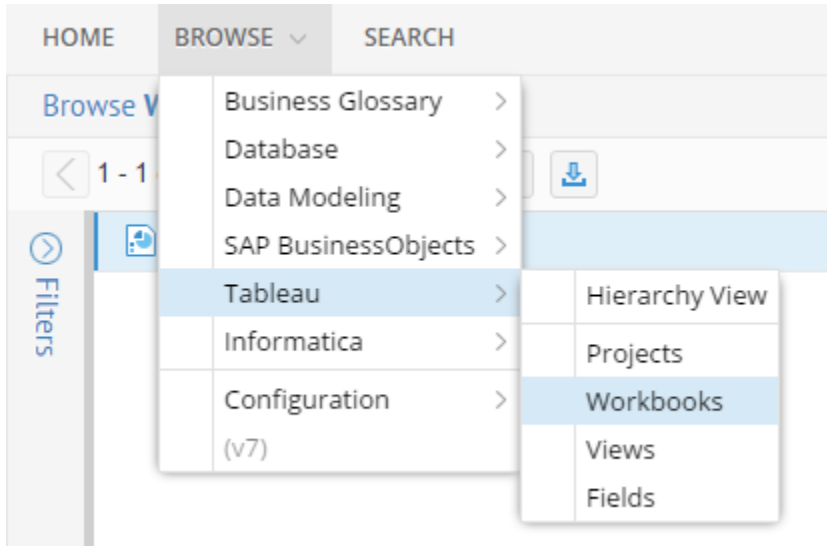 HOME BROWSE SEARCH
Browse
1 - 1
Filters
Business Glossary
Database
Data Modeling
SAP BusinessObjects
Tableau
Informatica
Configuration
(v7)
Hierarchy View
Projects
Workbooks
Views
Fields